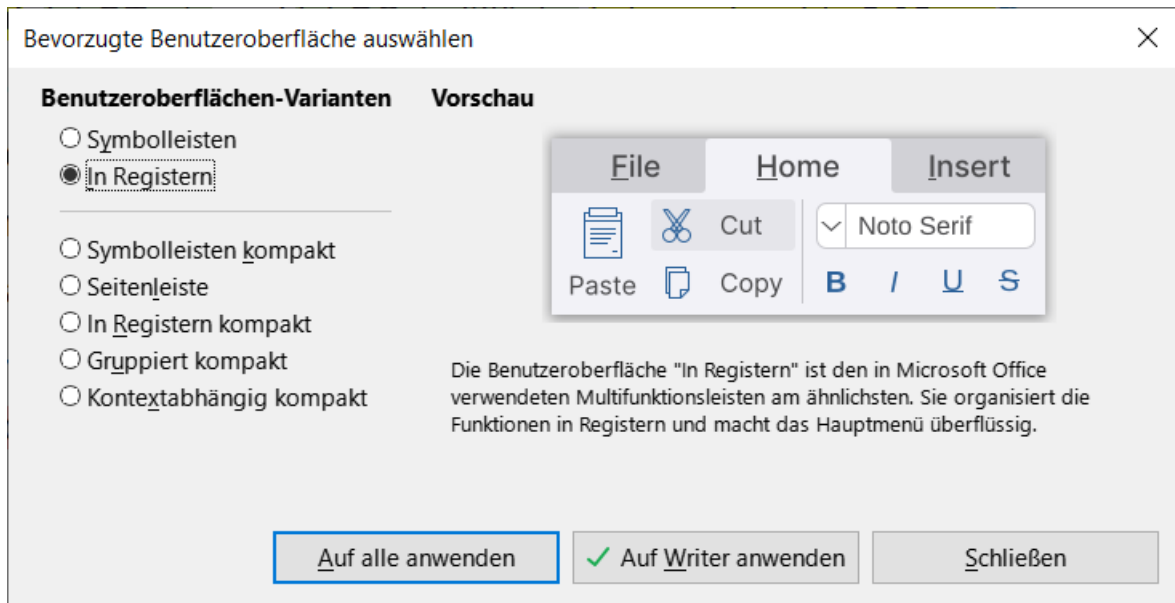 Bevorzugte Benutzeroberfläche auswählen
Benutzeroberflächen-Varianten
Symbolleisten
In Registern
Symbolleisten kompakt
Seitenleiste
In Registern kompakt
Gruppiert kompakt
Kontextabhängig kompakt
Vorschau
File Home Insert
Cut Noto Serif
Paste Copy B I U S
Die Benutzeroberfläche "In Registern" ist den in Microsoft Office
verwendeten Multifunktionsleisten am ähnlichsten. Sie organisiert die
Funktionen in Registern und macht das Hauptmenü überflüssig.
Auf alle anwenden Auf Writer anwenden Schließen